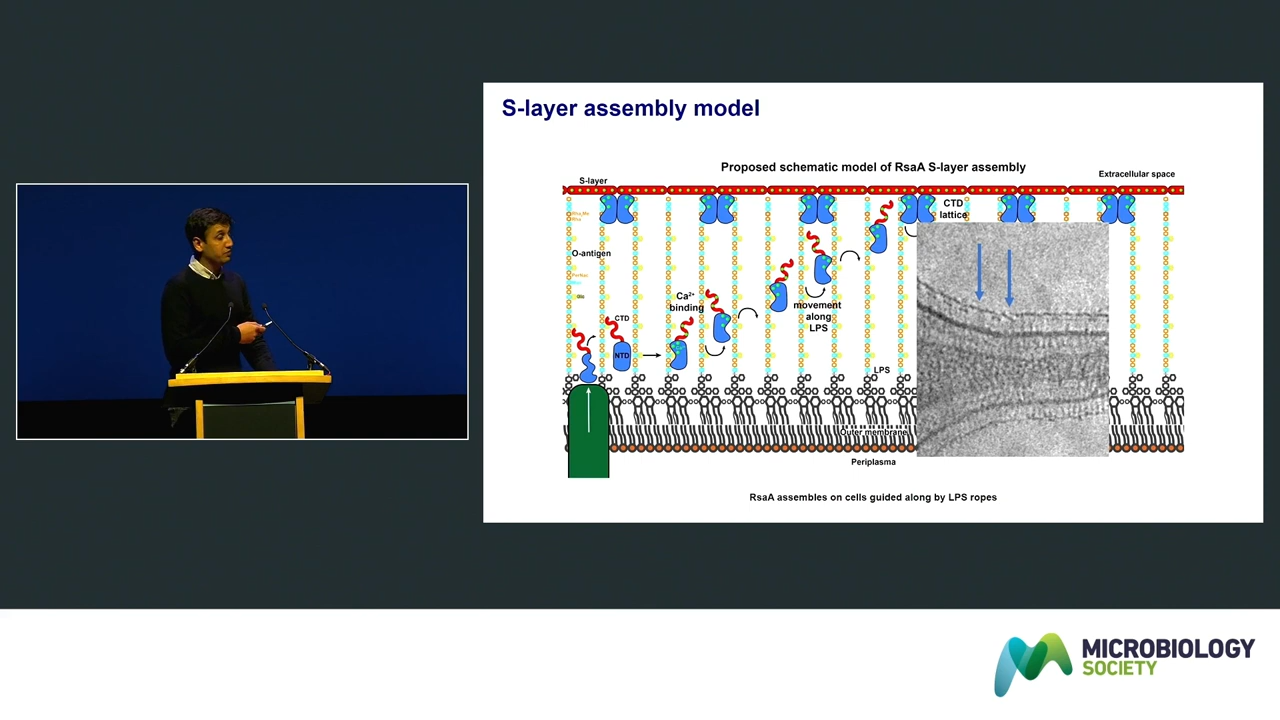 S-layer assembly model
Proposed schematic model of RsaA S-layer assembly
S-layer
Extracellular space
CTD
lattice
O-antigen
Ca²⁺
binding
movement
along
LPS
CTD
NTD
LPS
Outer membrane
Periplasma
RsaA assembles on cells guided along by LPS ropes
MICROBIOLOGY
SOCIETY